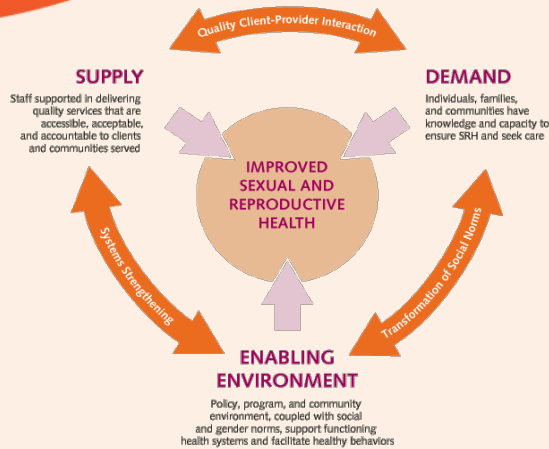 Quality Client-Provider Interaction
SUPPLY
Staff supported in delivering
quality services that are
accessible, acceptable,
and accountable to clients
and communities served
DEMAND
Individuals, families,
and communities have
knowledge and capacity to
ensure SRH and seek care
IMPROVED
SEXUAL AND
REPRODUCTIVE
HEALTH
Systems Strengthening
Transformation of Social Norms
ENABLING
ENVIRONMENT
Policy, program, and community
environment, coupled with social
and gender norms, support functioning
health systems and facilitate healthy behaviors